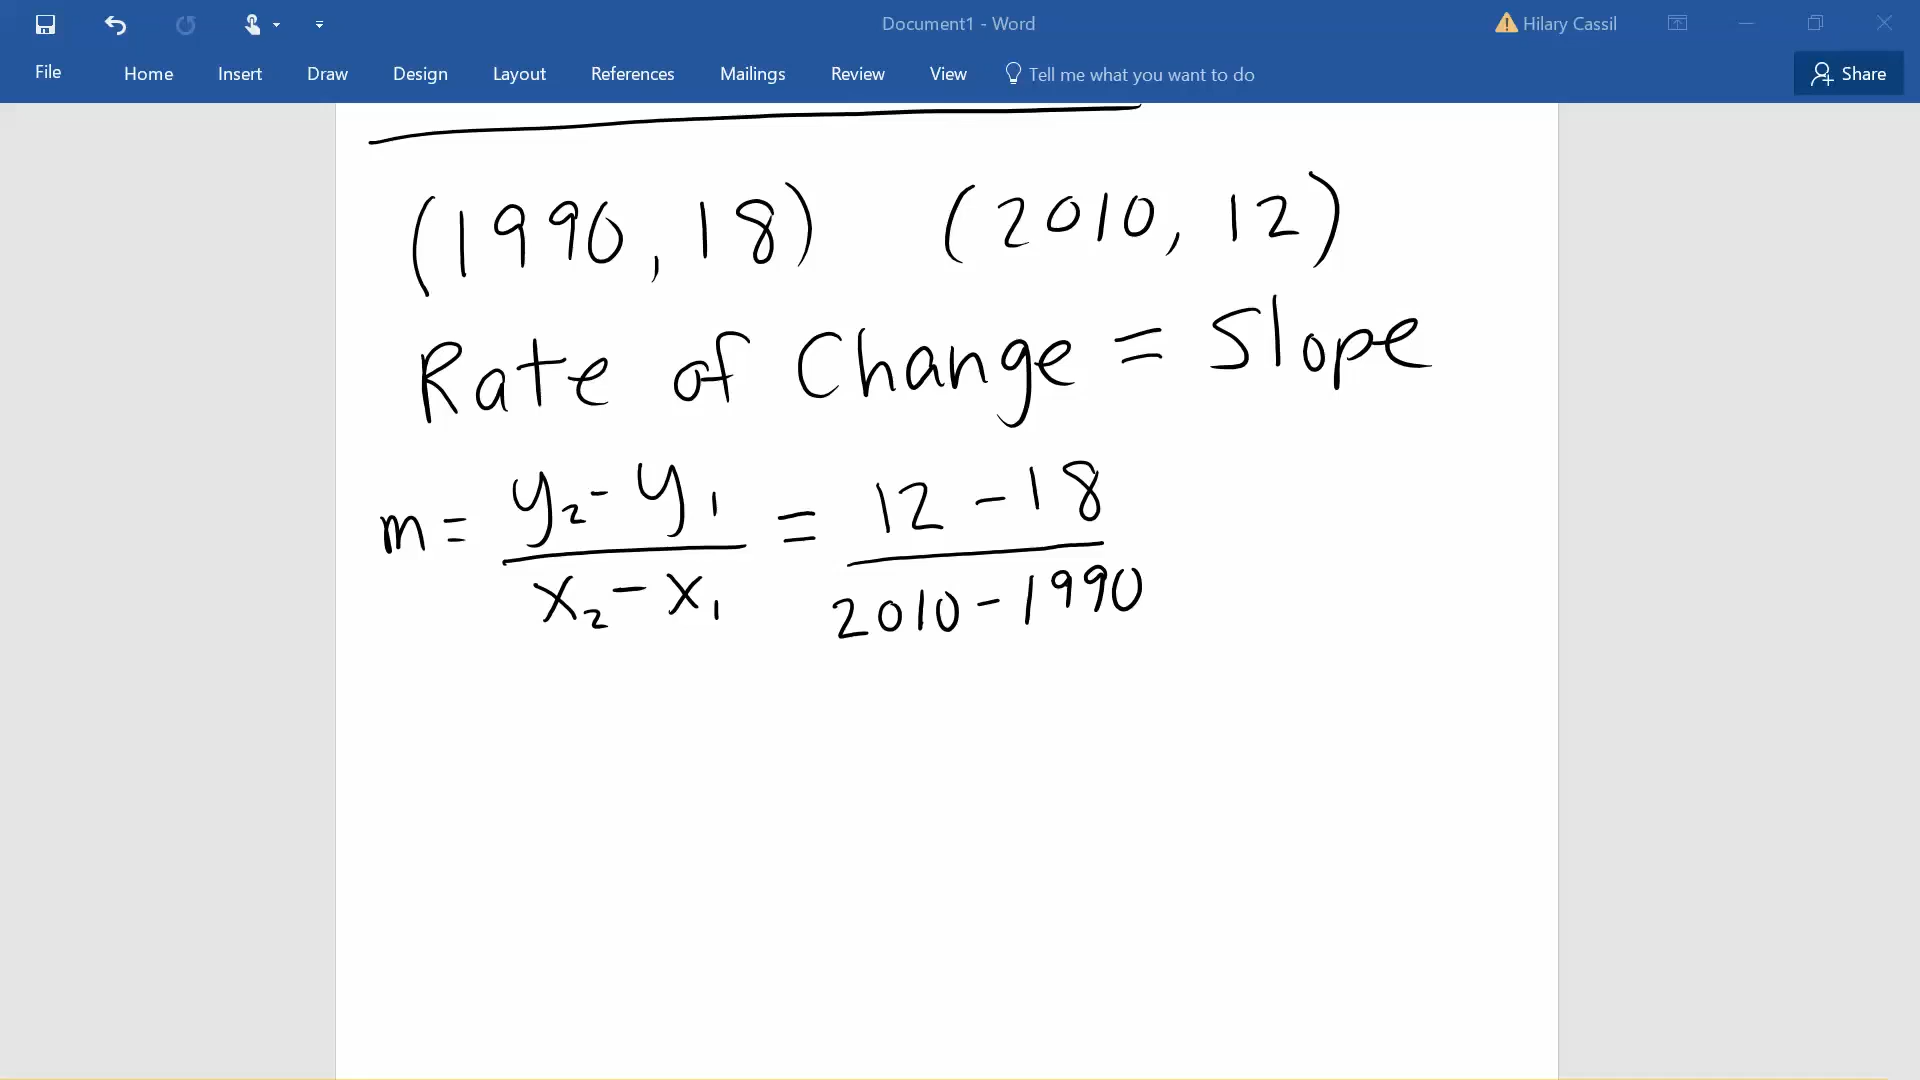 Document1 - Word
Hilary Cassil
File Home Insert Draw Design Layout References Mailings Review View Tell me what you want to do Share
(1990, 18) (2010, 12)
Rate of Change = Slope
m = y₂ - y₁ / x₂ - x₁ = 12 - 18 / 2010 - 1990